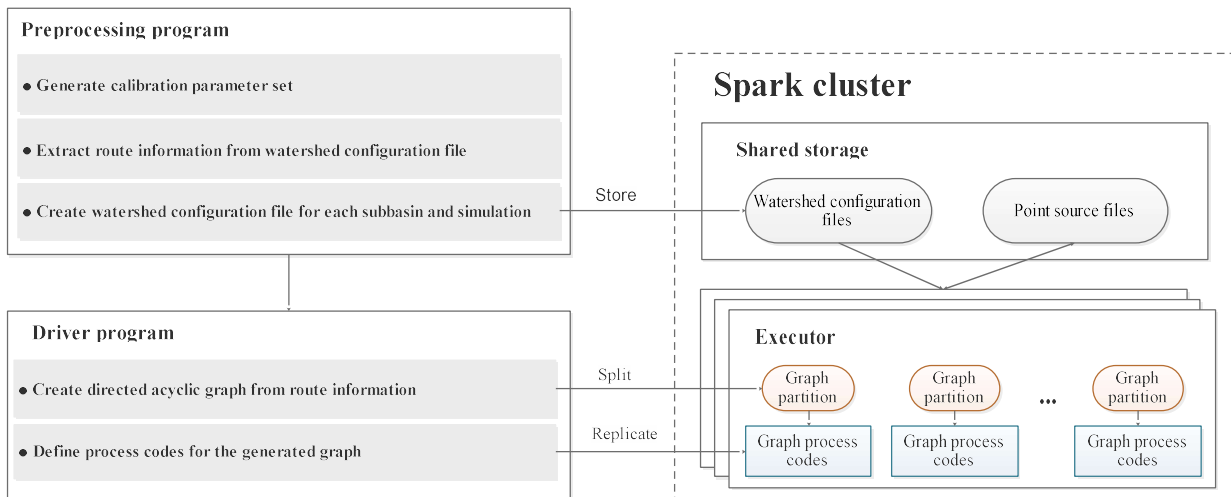 Preprocessing program
• Generate calibration parameter set
• Extract route information from watershed configuration file
• Create watershed configuration file for each subbasin and simulation
Store
Spark cluster
Shared storage
Watershed configuration
files
Point source files
Driver program
• Create directed acyclic graph from route information
• Define process codes for the generated graph
Split
Replicate
Executor
Graph
partition
Graph
partition
...
Graph
partition
Graph process
codes
Graph process
codes
Graph process
codes